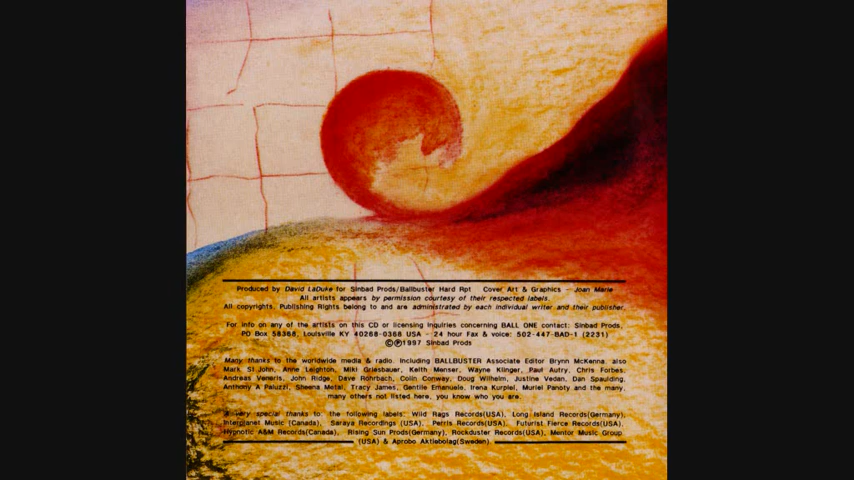 Produced by David LaDuke for Sinbad Prods/Ballbuster Hard Rpt Cover Art & Graphics - Joan Marie
All artists appears by permission courtesy of their respected labels.
All copyrights, Publishing Rights belong to and are administrated by each individual writer and their publisher.
For info on any of the artists on this CD or licensing inquiries concerning BALL ONE contact: Sinbad Prods,
PO Box 58368, Louisville KY 40268-0368 USA - 24 hour Fax & voice: 502-447-BAD-1 (2231)
©℗1997 Sinbad Prods
Many thanks to the worldwide media & radio. Including BALLBUSTER Associate Editor Brynn McKenna, also
Mark St John, Anne Leighton, Miki Griesbauer, Keith Menser, Wayne Klinger, Paul Autry, Chris Forbes,
Andreas Veneris, John Ridge, Dave Rohrbach, Colin Conway, Doug Wilhelm, Justine Vedan, Dan Spaulding,
Anthony A Paluzzi, Sheena Metal, Tracy James, Gentile Emanuele, Irena Kurpiel, Muriel Panoty and the many,
many others not listed here, you know who you are.
A very special thanks to: the following labels: Wild Rags Records(USA), Long Island Records(Germany),
Interplanet Music (Canada), Saraya Recordings (USA), Perris Records(USA), Futurist Fierce Records(USA),
Hypnotic A&M Records(Canada), Rising Sun Prods(Germany), Rockduster Records(USA), Mentor Music Group
(USA) & Aprobo Aktiebolag(Sweden).